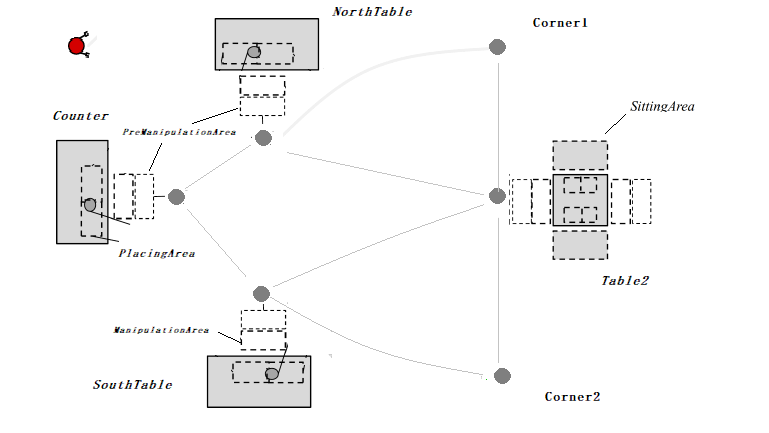 NorthTable
Corner1
SittingArea
Counter
PreManipulationArea
PlacingArea
Table2
ManipulationArea
SouthTable
Corner2